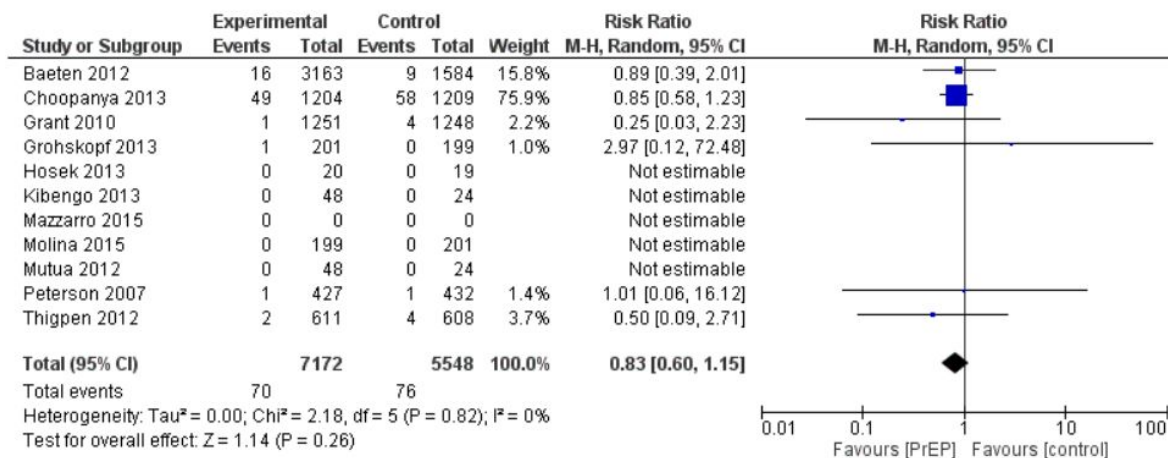 Experimental Control Risk Ratio Risk Ratio
Study or Subgroup Events Total Events Total Weight M-H, Random, 95% CI M-H, Random, 95% CI
Baeten 2012 16 3163 9 1584 15.8% 0.89 [0.39, 2.01]
Choopanya 2013 49 1204 58 1209 75.9% 0.85 [0.58, 1.23]
Grant 2010 1 1251 4 1248 2.2% 0.25 [0.03, 2.23]
Grohskopf 2013 1 201 0 199 1.0% 2.97 [0.12, 72.48]
Hosek 2013 0 20 0 19 Not estimable
Kibengo 2013 0 48 0 24 Not estimable
Mazzarro 2015 0 0 0 0 Not estimable
Molina 2015 0 199 0 201 Not estimable
Mutua 2012 0 48 0 24 Not estimable
Peterson 2007 1 427 1 432 1.4% 1.01 [0.06, 16.12]
Thigpen 2012 2 611 4 608 3.7% 0.50 [0.09, 2.71]
Total (95% CI) 7172 5548 100.0% 0.83 [0.60, 1.15]
Total events 70 76
Heterogeneity: Tau² = 0.00; Chi² = 2.18, df = 5 (P = 0.82); I² = 0%
Test for overall effect: Z = 1.14 (P = 0.26)
0.01 0.1 1 10 100
Favours [PrEP] Favours [control]